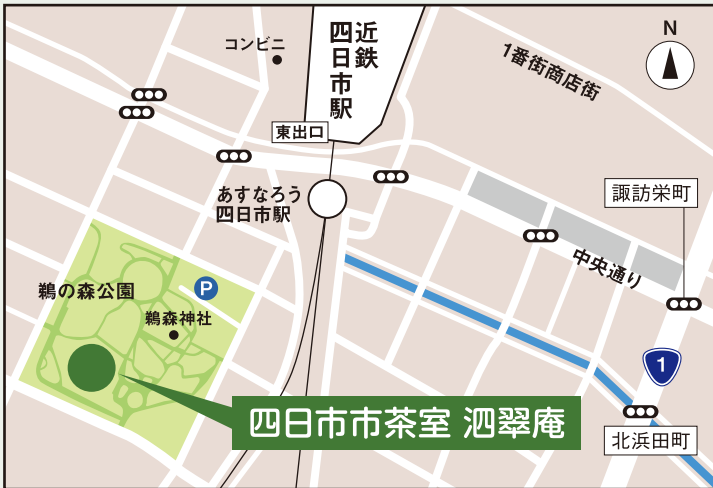 コンビニ
近鉄
四日市駅
1番街商店街
N
東出口
あすなろう
四日市駅
諏訪栄町
中央通り
鵜の森公園
P
鵜森神社
1
四日市市茶室 泗翠庵
北浜田町